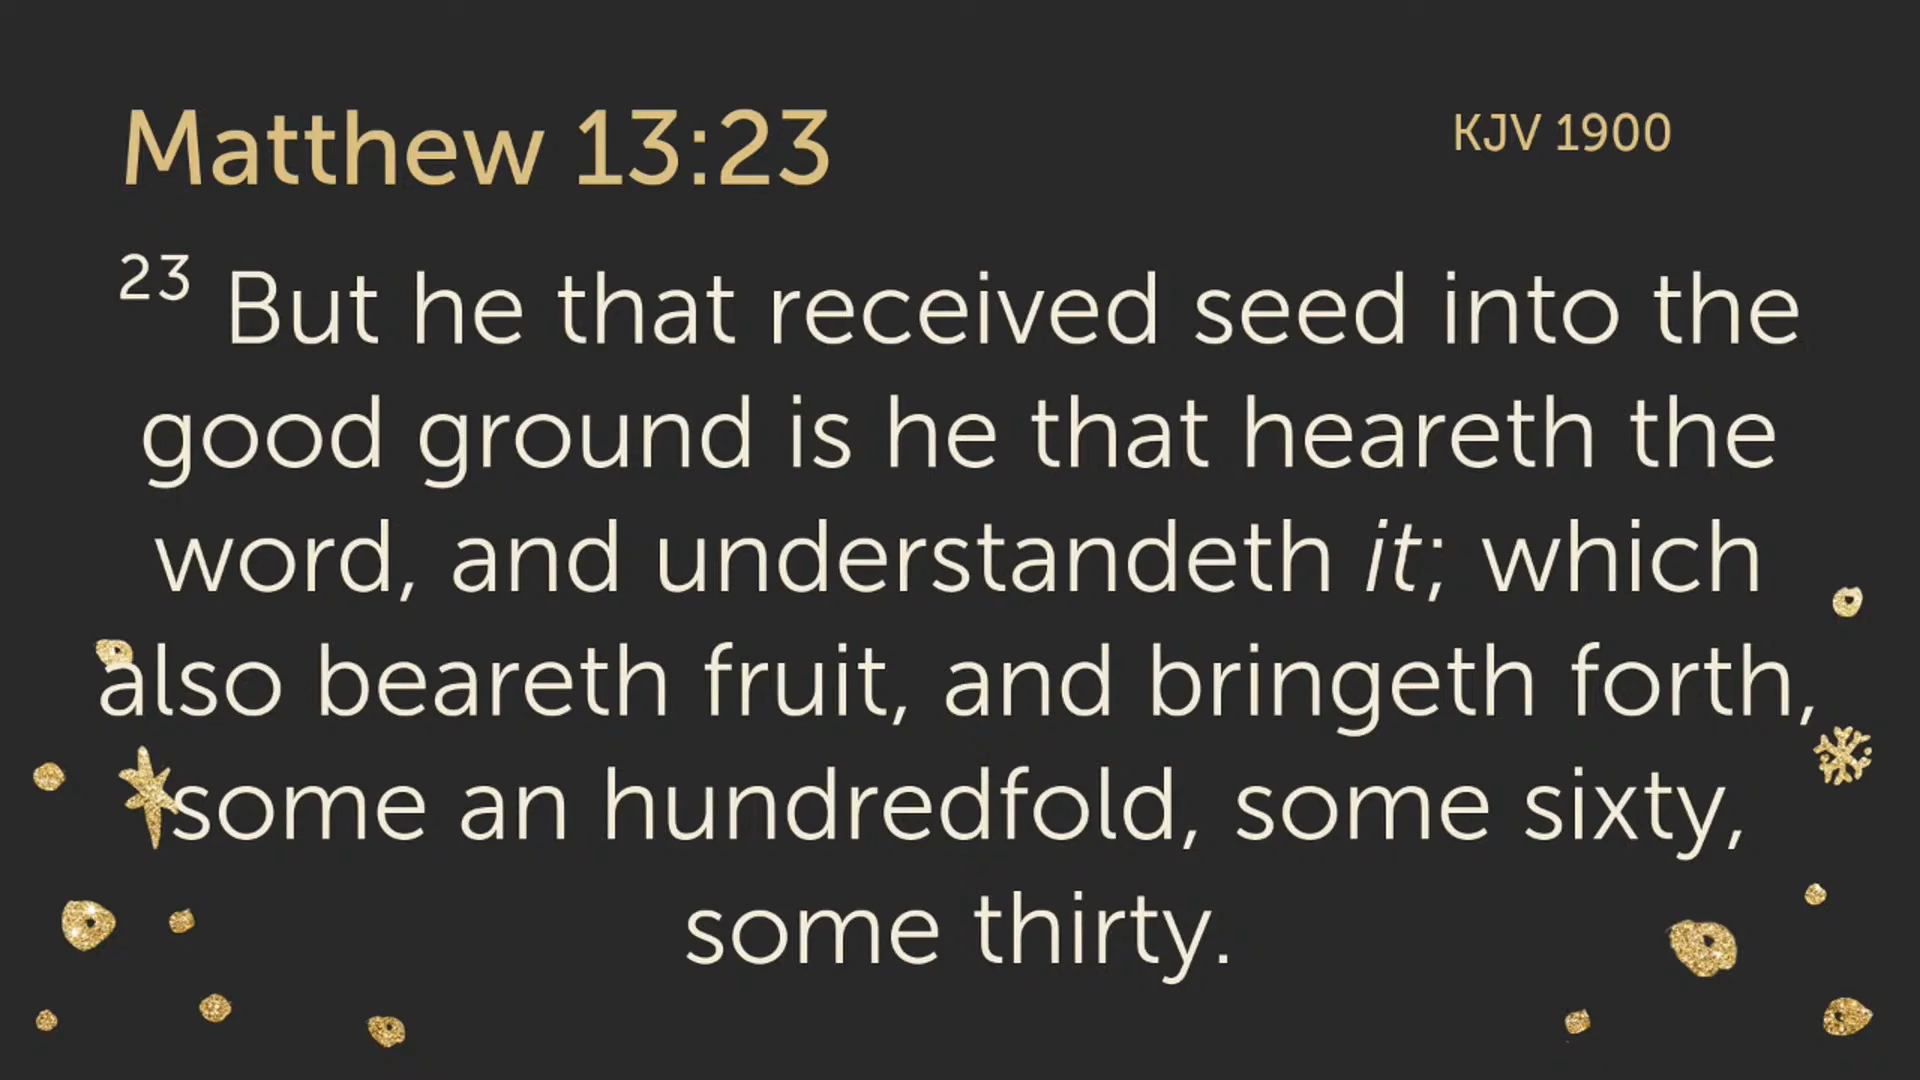 Matthew 13:23
KJV 1900
23 But he that received seed into the
good ground is he that heareth the
word, and understandeth it; which
also beareth fruit, and bringeth forth,
some an hundredfold, some sixty,
some thirty.